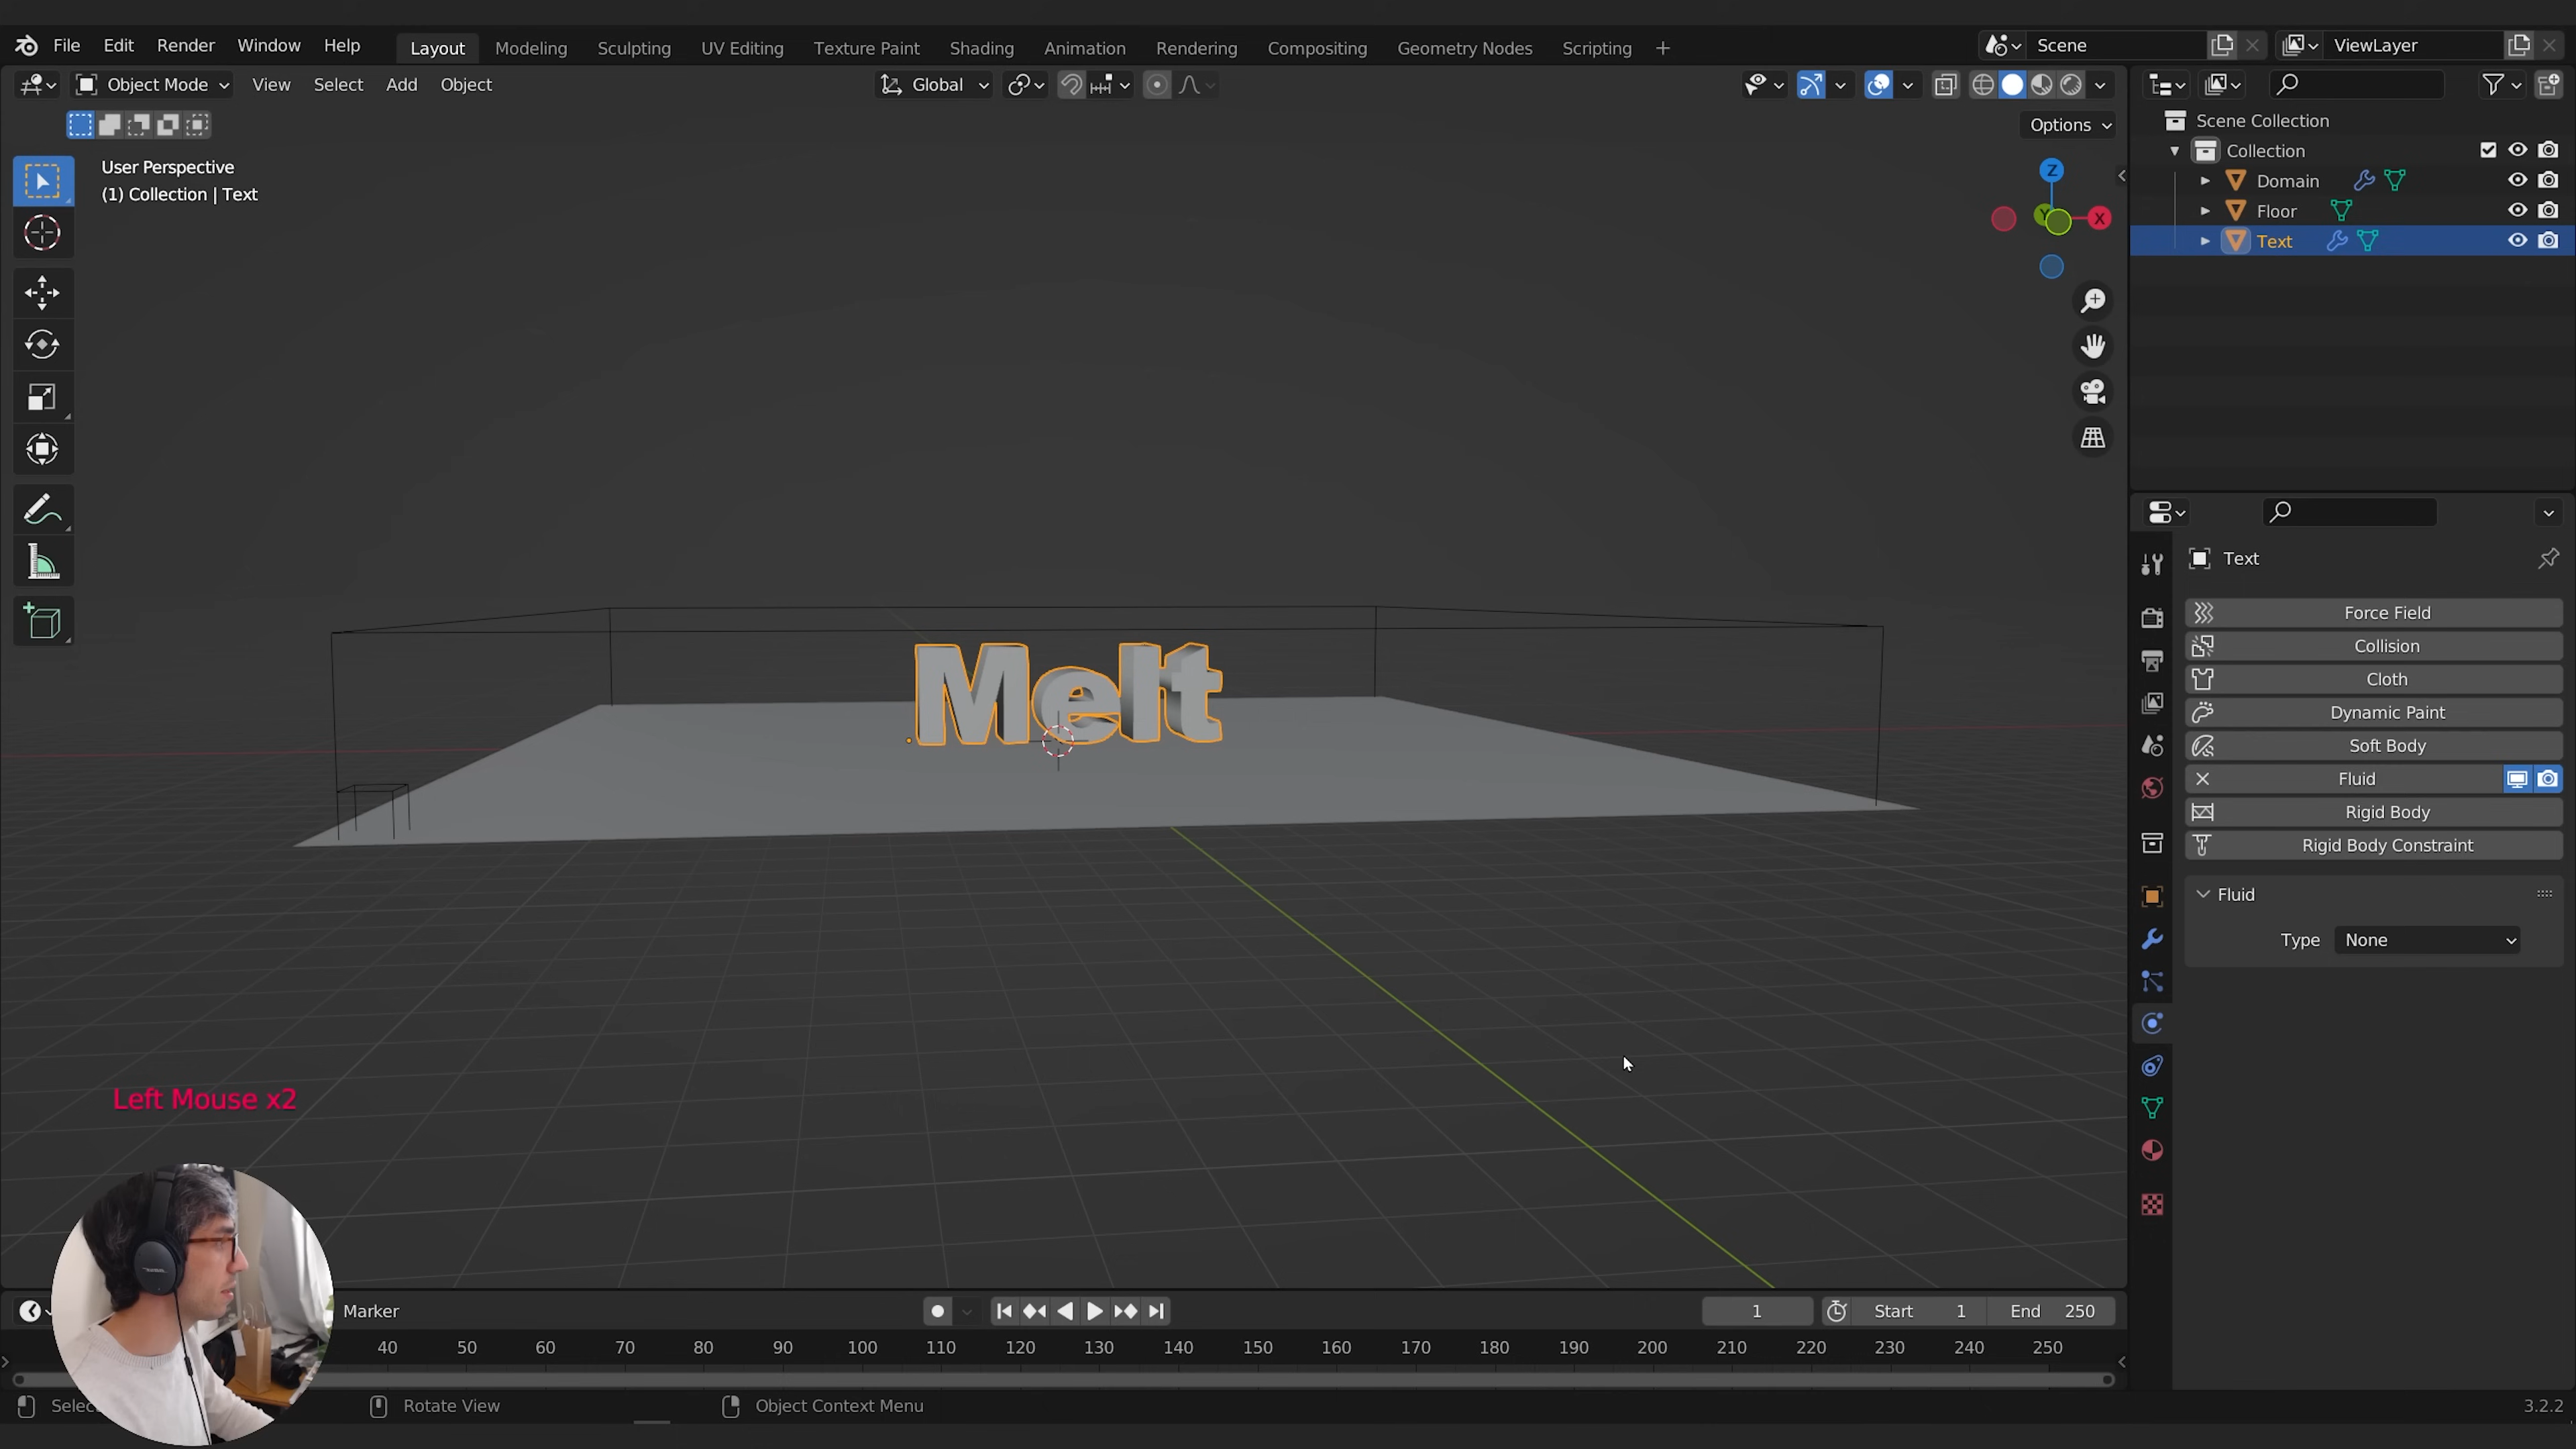 File Edit Render Window Help Layout Modeling Sculpting UV Editing Texture Paint Shading Animation Rendering Compositing Geometry Nodes Scripting + Scene ViewLayer
Object Mode View Select Add Object Global
Options
User Perspective
(1) Collection | Text
Z
Y
X
Scene Collection
Collection
Domain
Floor
Text
Melt
Text
Force Field
Collision
Cloth
Dynamic Paint
Soft Body
Fluid
Rigid Body
Rigid Body Constraint
Fluid
Type None
Left Mouse x2
Marker 1 Start 1 End 250
40 50 60 70 80 90 100 110 120 130 140 150 160 170 180 190 200 210 220 230 240 250
Rotate View Object Context Menu 3.2.2